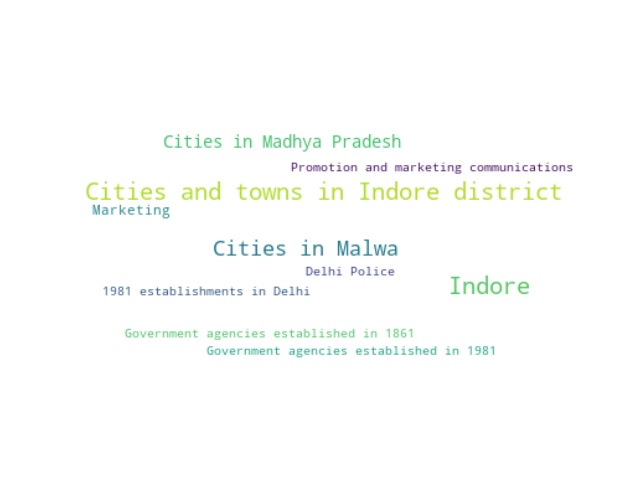 Cities in Madhya Pradesh
Promotion and marketing communications
Cities and towns in Indore district
Marketing
Cities in Malwa
Delhi Police
Indore
1981 establishments in Delhi
Government agencies established in 1861
Government agencies established in 1981